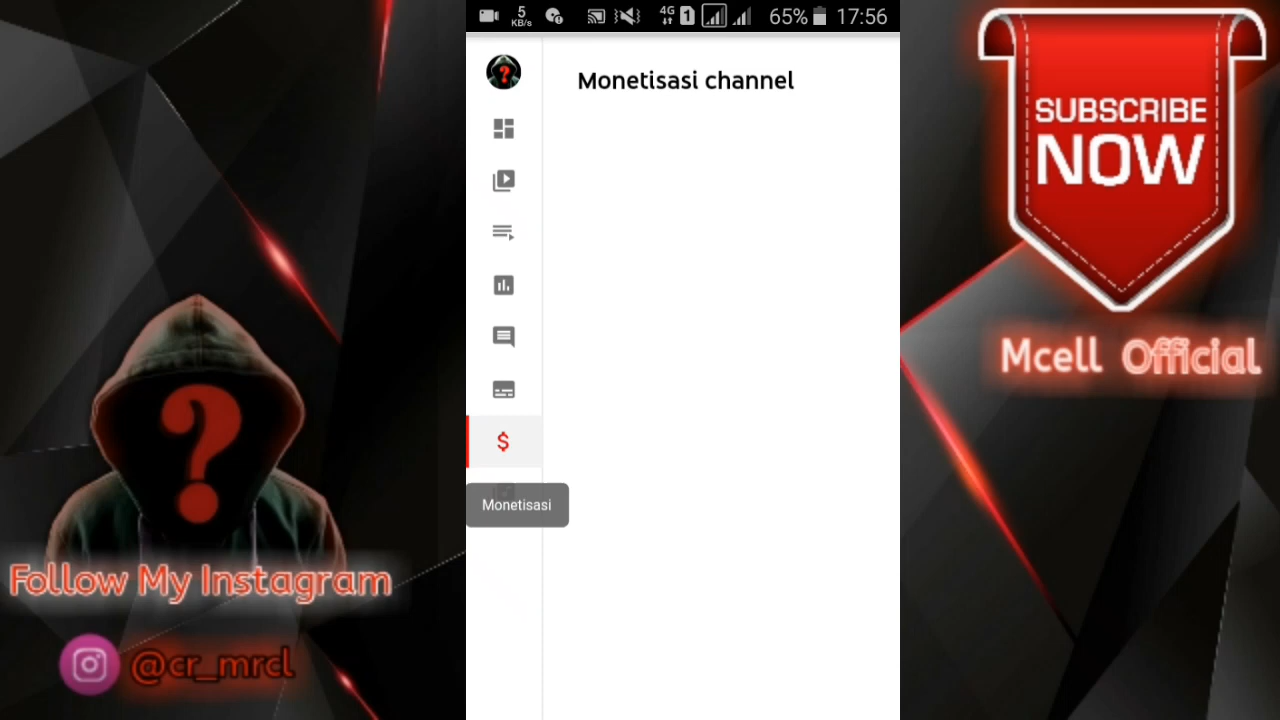 5
KB/s
4G
1
65%
17:56
Monetisasi channel
$
Monetisasi
?
Follow My Instagram
@cr_mrcl
SUBSCRIBE
NOW
Mcell Official